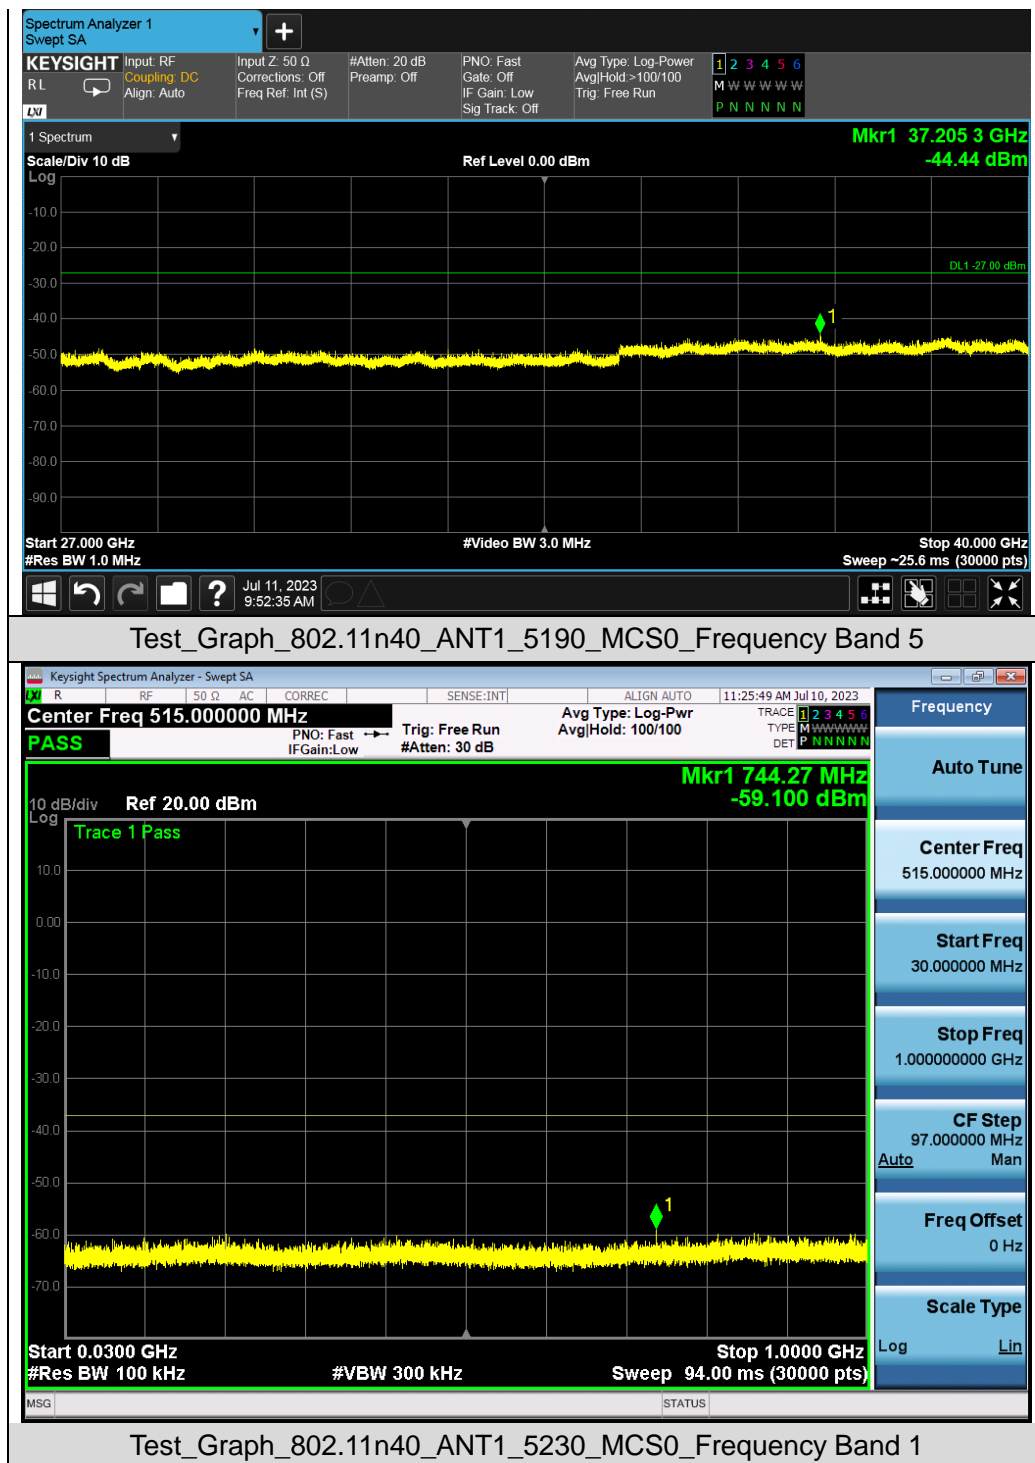 Spectrum Analyzer 1
Swept SA
KEYSIGHT
R L
LXI
Input: RF
Coupling: DC
Align: Auto
Input Z: 50 Ω
Corrections: Off
Freq Ref: Int (S)
#Atten: 20 dB
Preamp: Off
PNO: Fast
Gate: Off
IF Gain: Low
Sig Track: Off
Avg Type: Log-Power
Avg|Hold:>100/100
Trig: Free Run
1 2 3 4 5 6
M W W W W W
P N N N N N
1 Spectrum
Scale/Div 10 dB
Ref Level 0.00 dBm
Mkr1 37.205 3 GHz
-44.44 dBm
Log
-10.0
-20.0
DL1 -27.00 dBm
-30.0
-40.0
1
-50.0
-60.0
-70.0
-80.0
-90.0
Start 27.000 GHz
#Video BW 3.0 MHz
Stop 40.000 GHz
#Res BW 1.0 MHz
Sweep ~25.6 ms (30000 pts)
?
Jul 11, 2023
9:52:35 AM
Test_Graph_802.11n40_ANT1_5190_MCS0_Frequency Band 5
Keysight Spectrum Analyzer - Swept SA
LXI
R
RF
50 Ω
AC
CORREC
SENSE:INT
ALIGN AUTO
11:25:49 AM Jul 10, 2023
Center Freq 515.000000 MHz
PASS
PNO: Fast
IFGain:Low
Trig: Free Run
#Atten: 30 dB
Avg Type: Log-Pwr
Avg|Hold: 100/100
TRACE 1 2 3 4 5 6
TYPE M W W W W W
DET P N N N N N
Mkr1 744.27 MHz
-59.100 dBm
10 dB/div
Ref 20.00 dBm
Log
Trace 1 Pass
10.0
0.00
-10.0
-20.0
-30.0
-40.0
-50.0
1
-60.0
-70.0
Start 0.0300 GHz
Stop 1.0000 GHz
#Res BW 100 kHz
#VBW 300 kHz
Sweep 94.00 ms (30000 pts)
MSG
STATUS
Frequency
Auto Tune
Center Freq
515.000000 MHz
Start Freq
30.000000 MHz
Stop Freq
1.000000000 GHz
CF Step
97.000000 MHz
Auto Man
Freq Offset
0 Hz
Scale Type
Log Lin
Test_Graph_802.11n40_ANT1_5230_MCS0_Frequency Band 1